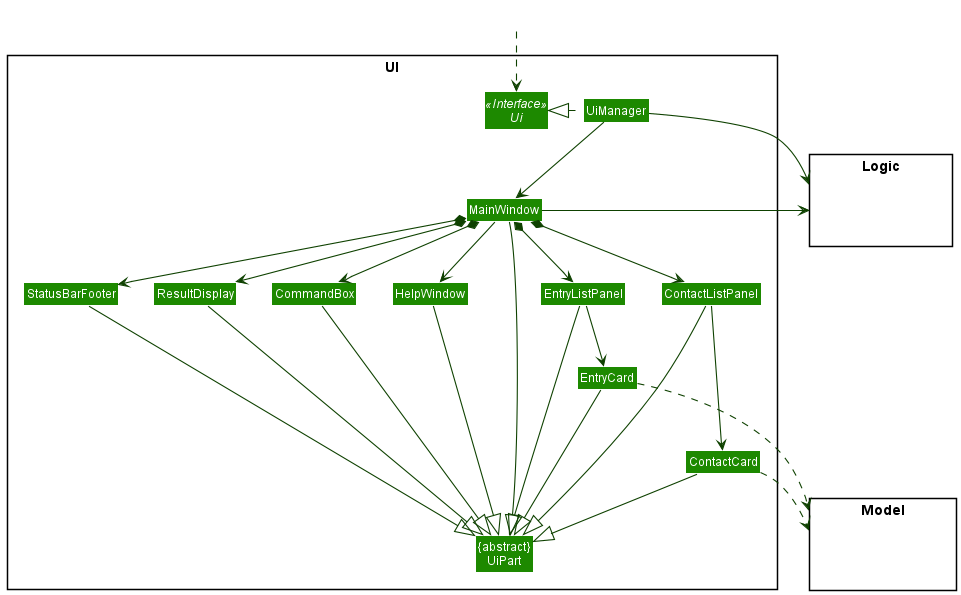 UI
«Interface»
Ui
UiManager
Logic
MainWindow
StatusBarFooter
ResultDisplay
CommandBox
HelpWindow
EntryListPanel
ContactListPanel
EntryCard
ContactCard
Model
{abstract}
UiPart